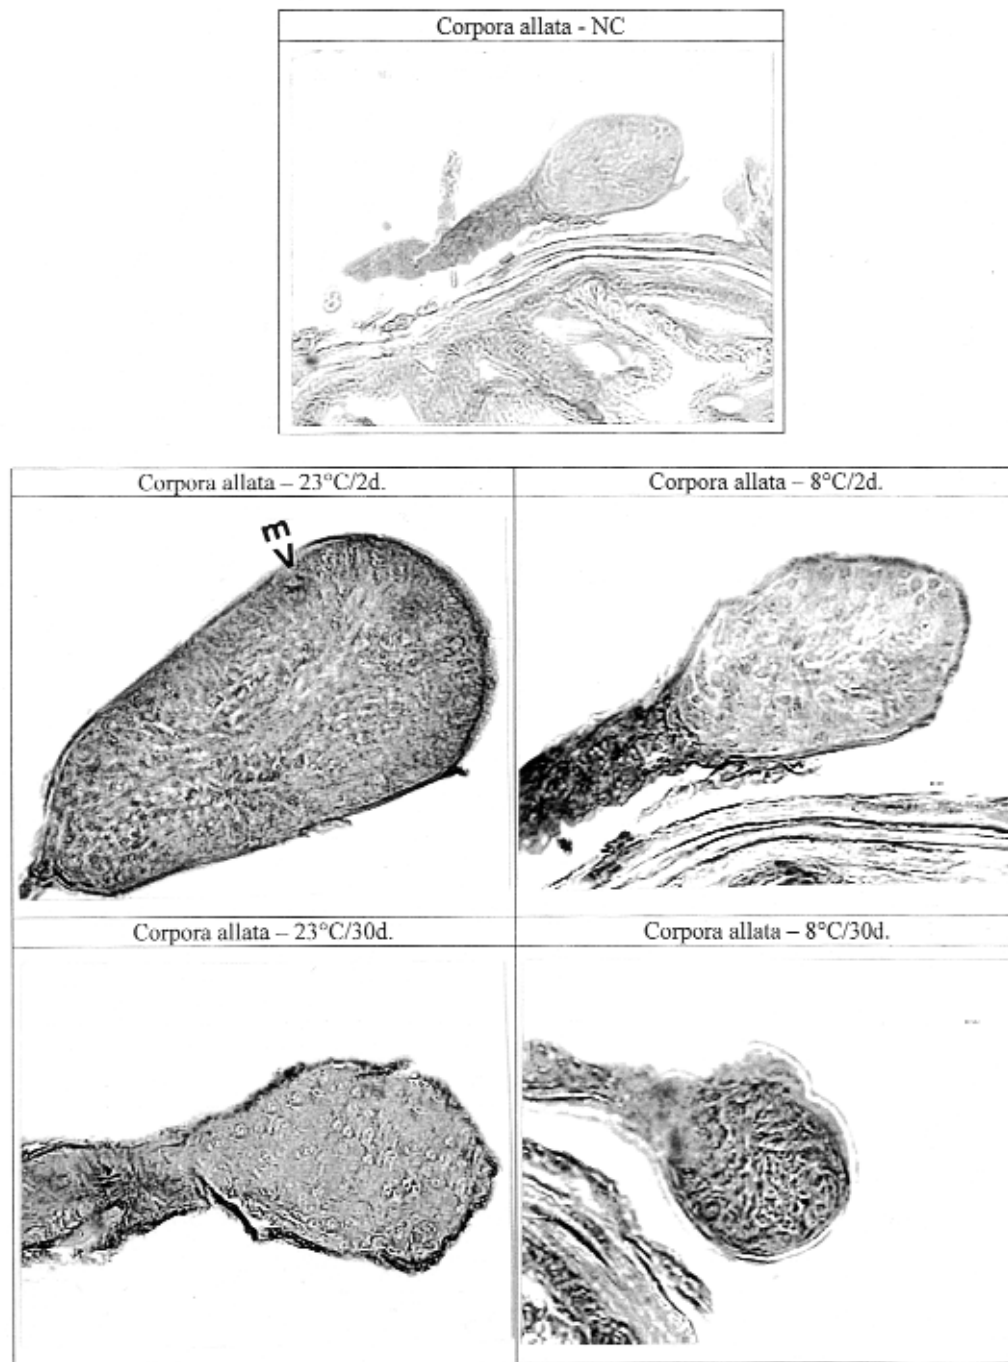 Corpora allata - NC
Corpora allata – 23°C/2d.
Corpora allata – 8°C/2d.
m
Corpora allata – 23°C/30d.
Corpora allata – 8°C/30d.